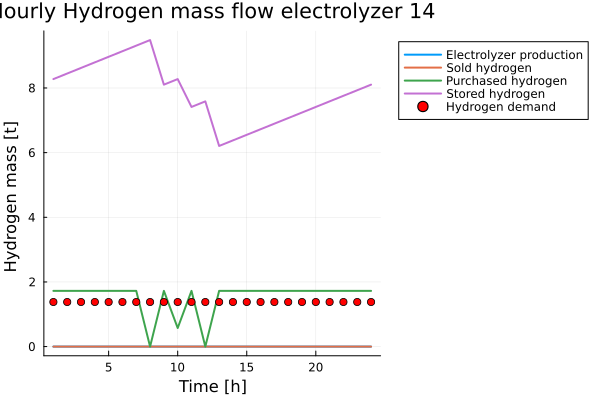 ourly Hydrogen mass flow electrolyzer 14
Electrolyzer production
Sold hydrogen
Purchased hydrogen
Stored hydrogen
Hydrogen demand
Hydrogen mass [t]
8
6
4
2
0
5 10 15 20
Time [h]